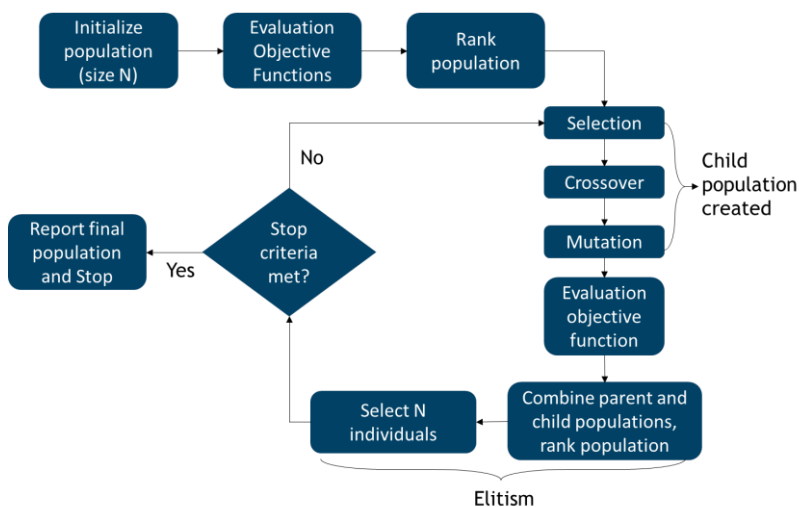 Initialize
population
(size N)
Evaluation
Objective
Functions
Rank
population
Selection
Crossover
Mutation
Child
population
created
Evaluation
objective
function
Combine parent and
child populations,
rank population
Select N
individuals
Elitism
Stop
criteria
met?
No
Yes
Report final
population
and Stop